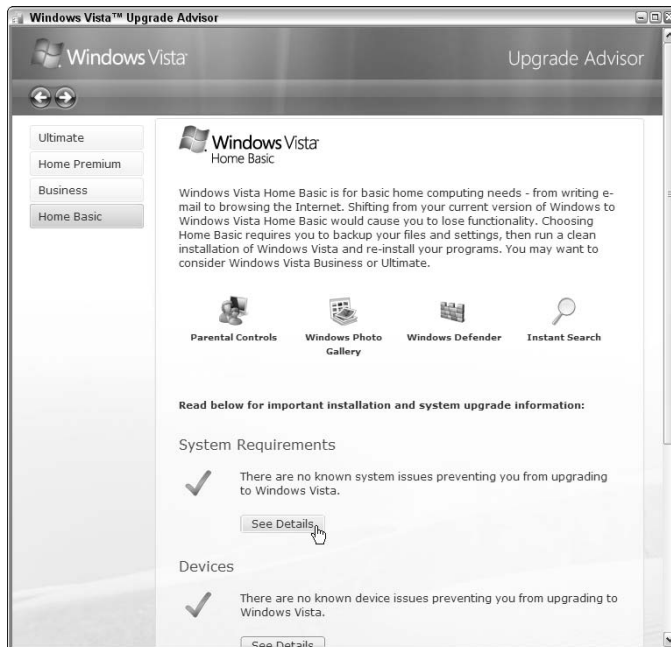 Windows Vista™ Upgrade Advisor
Windows Vista™
Upgrade Advisor
Ultimate
Home Premium
Business
Home Basic
Windows Vista™
Home Basic
Windows Vista Home Basic is for basic home computing needs - from writing e-
mail to browsing the Internet. Shifting from your current version of Windows to
Windows Vista Home Basic would cause you to lose functionality. Choosing
Home Basic requires you to backup your files and settings, then run a clean
installation of Windows Vista and re-install your programs. You may want to
consider Windows Vista Business or Ultimate.
Parental Controls
Windows Photo
Gallery
Windows Defender
Instant Search
Read below for important installation and system upgrade information:
System Requirements
There are no known system issues preventing you from upgrading
to Windows Vista.
See Details
Devices
There are no known device issues preventing you from upgrading to
Windows Vista.
See Details